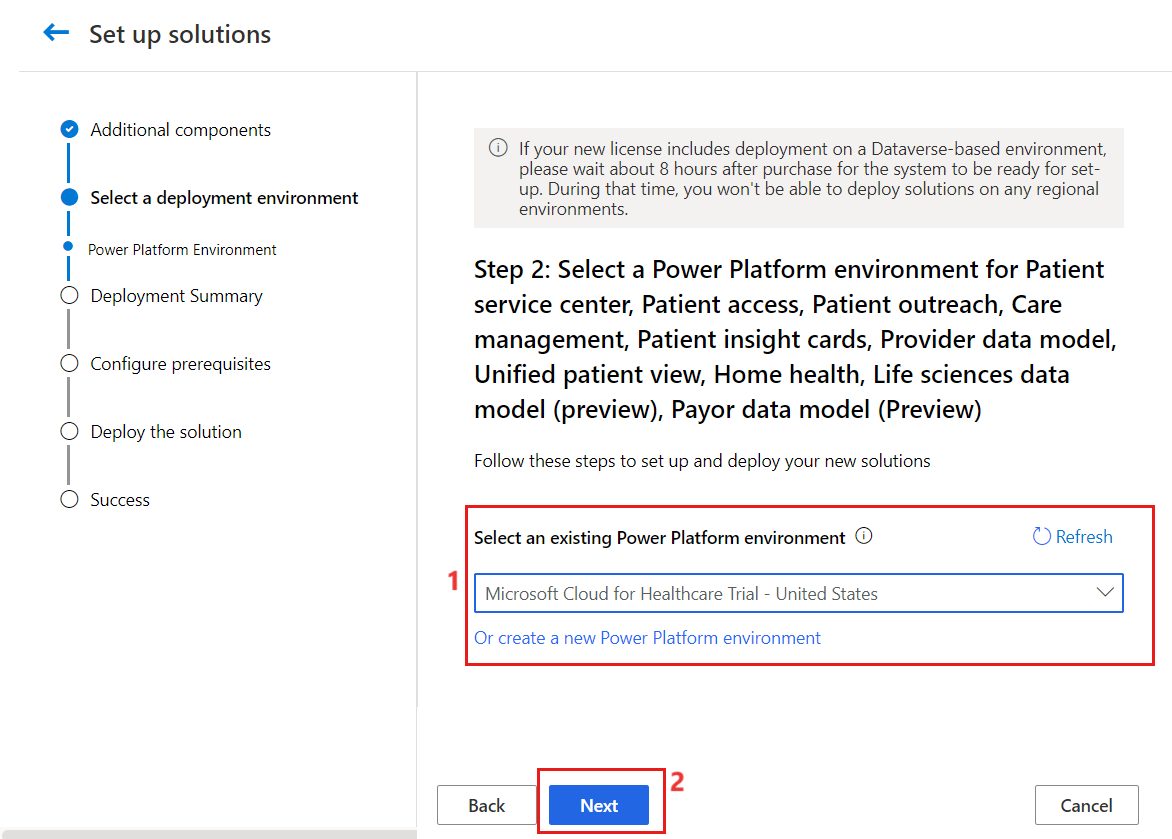 Set up solutions
Additional components
Select a deployment environment
Power Platform Environment
Deployment Summary
Configure prerequisites
Deploy the solution
Success
If your new license includes deployment on a Dataverse-based environment,
please wait about 8 hours after purchase for the system to be ready for set-
up. During that time, you won't be able to deploy solutions on any regional
environments.
Step 2: Select a Power Platform environment for Patient
service center, Patient access, Patient outreach, Care
management, Patient insight cards, Provider data model,
Unified patient view, Home health, Life sciences data
model (preview), Payor data model (Preview)
Follow these steps to set up and deploy your new solutions
Select an existing Power Platform environment
Refresh
1
Microsoft Cloud for Healthcare Trial - United States
Or create a new Power Platform environment
Back
Next
2
Cancel